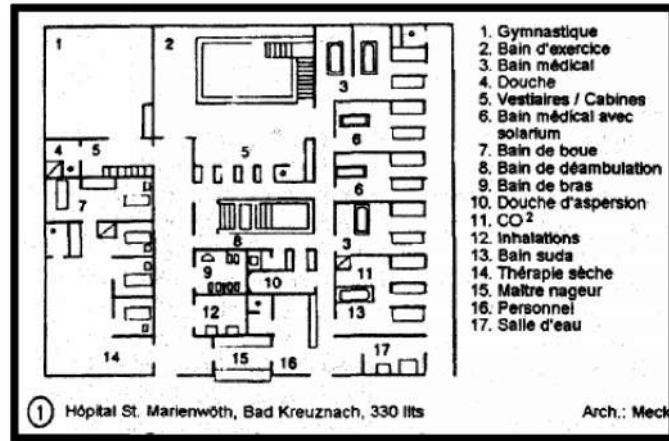 1
2
3
4
5
5
6
6
7
8
3
9
10
11
12
13
14
15
16
17
1. Gymnastique
2. Bain d'exercice
3. Bain médical
4. Douche
5. Vestiaires / Cabines
6. Bain médical avec
solarium
7. Bain de boue
8. Bain de déambulation
9. Bain de bras
10. Douche d'aspersion
11. CO²
12. Inhalations
13. Bain suda
14. Thérapie sèche
15. Maître nageur
16. Personnel
17. Salle d'eau
1 Hôpital St. Marienwöth, Bad Kreuznach, 330 lits
Arch.: Meck